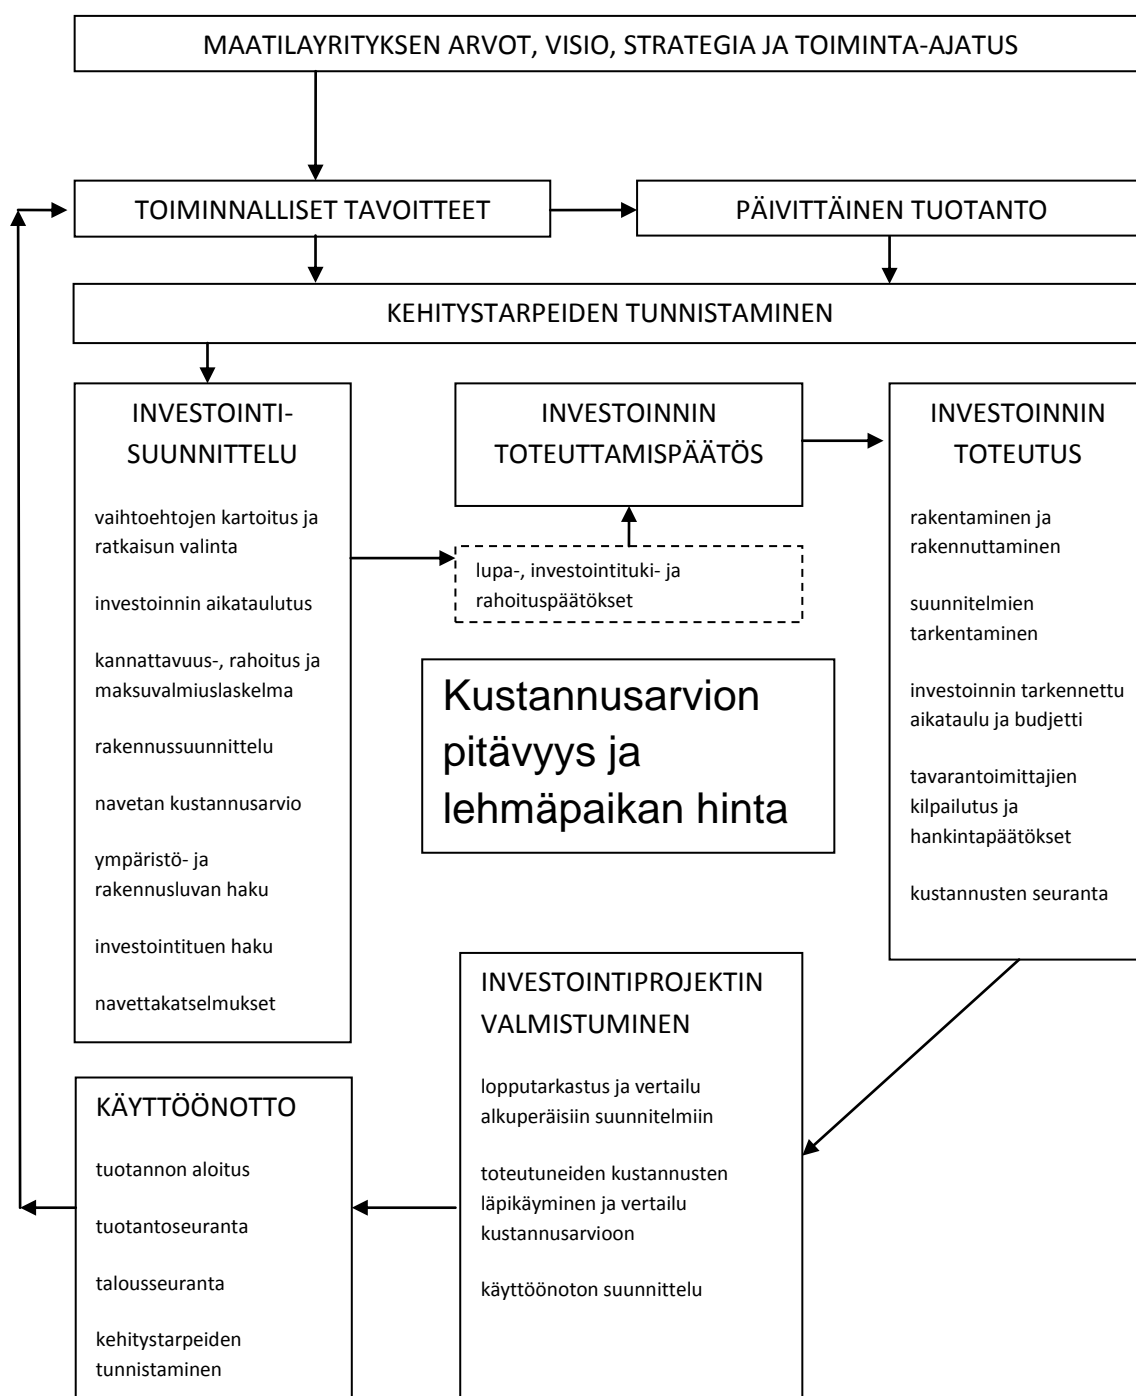 MAATILAYRITYKSEN ARVOT, VISIO, STRATEGIA JA TOIMINTA-AJATUS
TOIMINNALLISET TAVOITTEET
PÄIVITTÄINEN TUOTANTO
KEHITYSTARPEIDEN TUNNISTAMINEN
INVESTOINTI-
SUUNNITTELU
vaihtoehtojen kartoitus ja
ratkaisun valinta
investoinnin aikataulutus
kannattavuus-, rahoitus ja
maksuvalmiuslaskelma
rakennussuunnittelu
navetan kustannusarvio
ympäristö- ja
rakennusluvan haku
investointituen haku
navettakatselmukset
INVESTOINNIN
TOTEUTTAMISPÄÄTÖS
lupa-, investointituki- ja
rahoituspäätökset
Kustannusarvion
pitävyys ja
lehmäpaikan hinta
INVESTOINNIN
TOTEUTUS
rakentaminen ja
rakennuttaminen
suunnitelmien
tarkentaminen
investoinnin tarkennettu
aikataulu ja budjetti
tavarantoimittajien
kilpailutus ja
hankintapäätökset
kustannusten seuranta
INVESTOINTIPROJEKTIN
VALMISTUMINEN
lopputarkastus ja vertailu
alkuperäisiin suunnitelmiin
toteutuneiden kustannusten
läpikäyminen ja vertailu
kustannusarvioon
käyttöönoton suunnittelu
KÄYTTÖÖNOTTO
tuotannon aloitus
tuotantoseuranta
talousseuranta
kehitystarpeiden
tunnistaminen